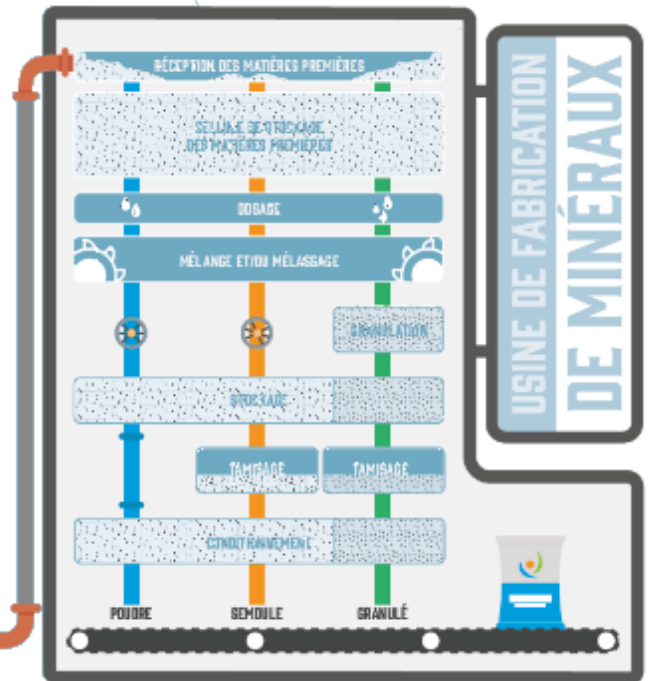 RÉCEPTION DES MATIÈRES PREMIÈRES
DE STOCKAGE
DES MATIÈRES PREMIÈRES
DOSAGE
MÉLANGE ET/OU MÉLASSAGE
GRANULATION
STOCKAGE
TAMISAGE
TAMISAGE
CONDITIONNEMENT
POUDRE
SEMOULE
GRANULÉ
USINE DE FABRICATION
DE MINÉRAUX